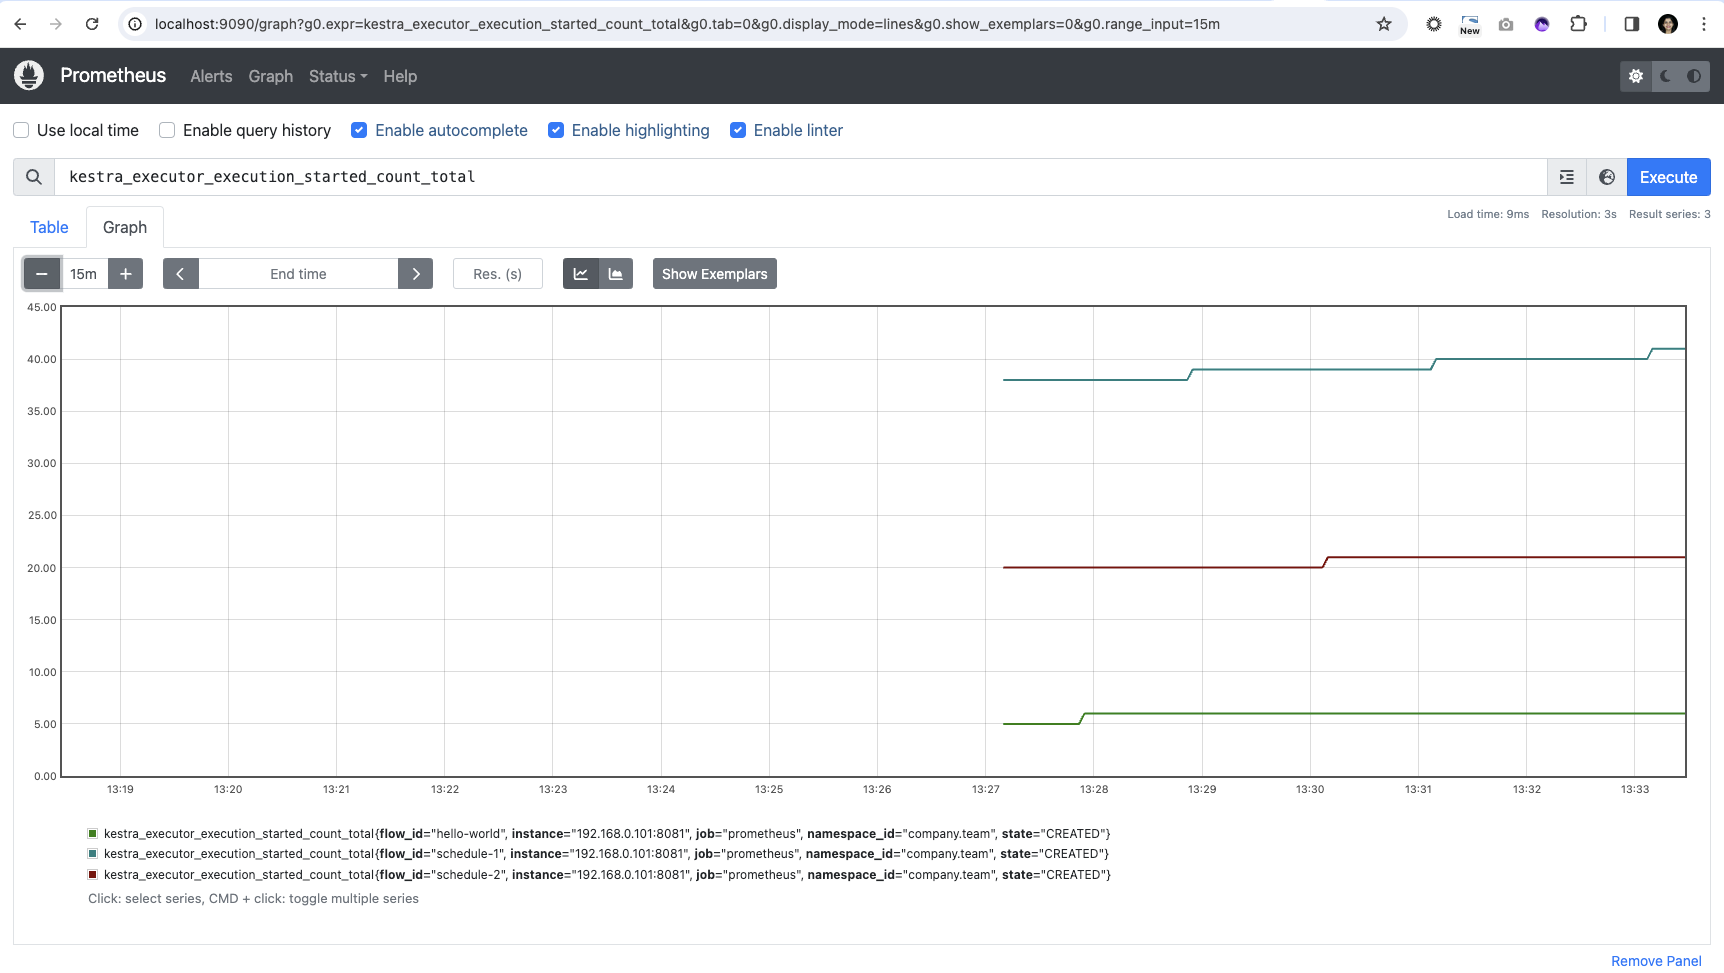 localhost:9090/graph?g0.expr=kestra_executor_execution_started_count_total&g0.tab=0&g0.display_mode=lines&g0.show_exemplars=0&g0.range_input=15m
New
Prometheus Alerts Graph Status Help
Use local time Enable query history Enable autocomplete Enable highlighting Enable linter
kestra_executor_execution_started_count_total Execute
Load time: 9ms Resolution: 3s Result series: 3
Table Graph
15m End time Res. (s) Show Exemplars
45.00
40.00
35.00
30.00
25.00
20.00
15.00
10.00
5.00
0.00
13:19 13:20 13:21 13:22 13:23 13:24 13:25 13:26 13:27 13:28 13:29 13:30 13:31 13:32 13:33
kestra_executor_execution_started_count_total{flow_id="hello-world", instance="192.168.0.101:8081", job="prometheus", namespace_id="company.team", state="CREATED"}
kestra_executor_execution_started_count_total{flow_id="schedule-1", instance="192.168.0.101:8081", job="prometheus", namespace_id="company.team", state="CREATED"}
kestra_executor_execution_started_count_total{flow_id="schedule-2", instance="192.168.0.101:8081", job="prometheus", namespace_id="company.team", state="CREATED"}
Click: select series, CMD + click: toggle multiple series
Remove Panel